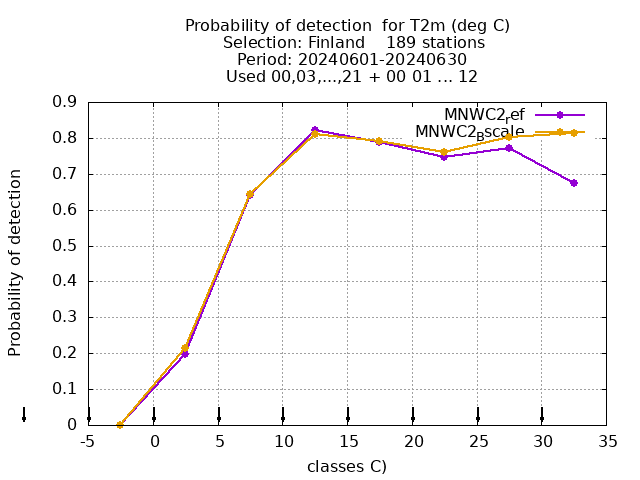 Probability of detection  for T2m (deg C)
Selection: Finland    189 stations
Period: 20240601-20240630
Used 00,03,...,21 + 00 01 ... 12
MNWC2ref
MNWC2Bscale
Probability of detection
0.9
0.8
0.7
0.6
0.5
0.4
0.3
0.2
0.1
0
-5 0 5 10 15 20 25 30 35
classes C)